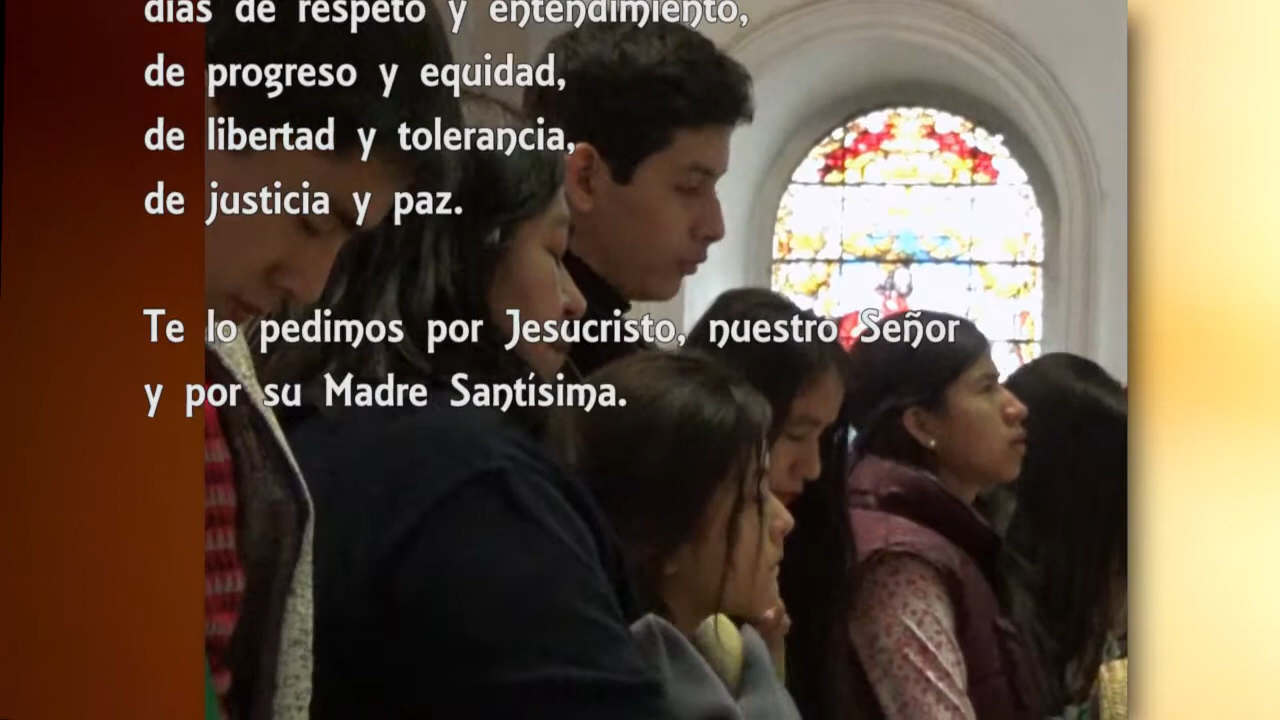 días de respeto y entendimiento,
de progreso y equidad,
de libertad y tolerancia,
de justicia y paz.
Te lo pedimos por Jesucristo, nuestro Señor
y por su Madre Santísima.